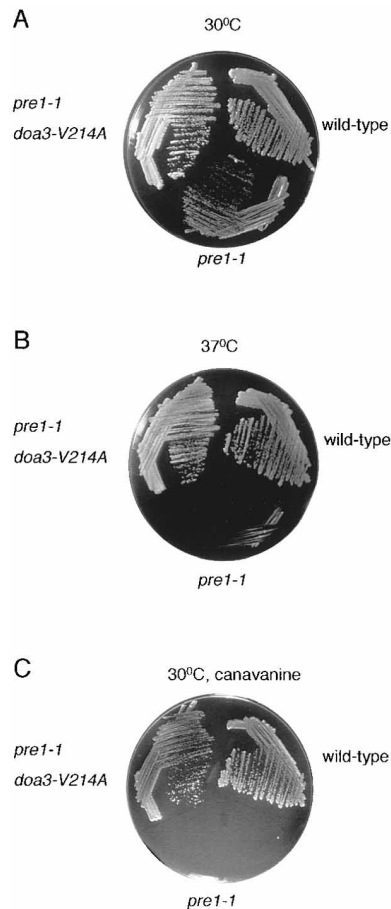 A
30⁰C
pre1-1
doa3-V214A
wild-type
pre1-1
B
37⁰C
pre1-1
doa3-V214A
wild-type
pre1-1
C
30⁰C, canavanine
pre1-1
doa3-V214A
wild-type
pre1-1